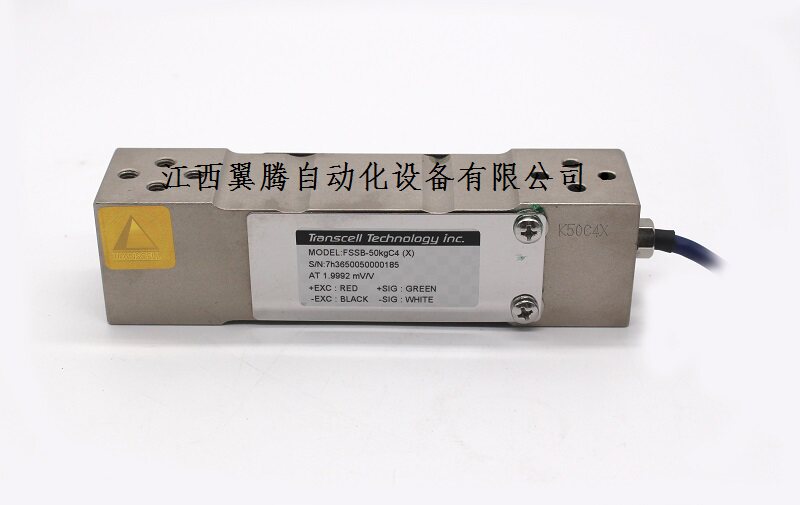 江西翼腾自动化设备有限公司
TRANSCELL
K50C4X
Transcell Technology inc.
MODEL:FSSB-50kgC4 (X)
S/N:7h3650050000185
AT 1.9992 mV/V
+EXC : RED +SIG : GREEN
-EXC : BLACK -SIG : WHITE